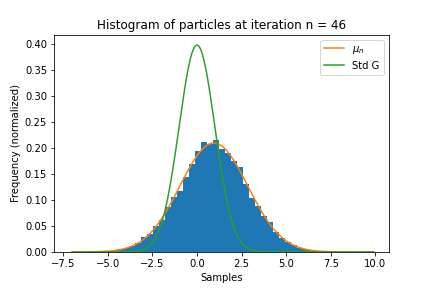 Histogram of particles at iteration n = 46
μₙ
Std G
Frequency (normalized)
0.40
0.35
0.30
0.25
0.20
0.15
0.10
0.05
0.00
−7.5 −5.0 −2.5 0.0 2.5 5.0 7.5 10.0
Samples